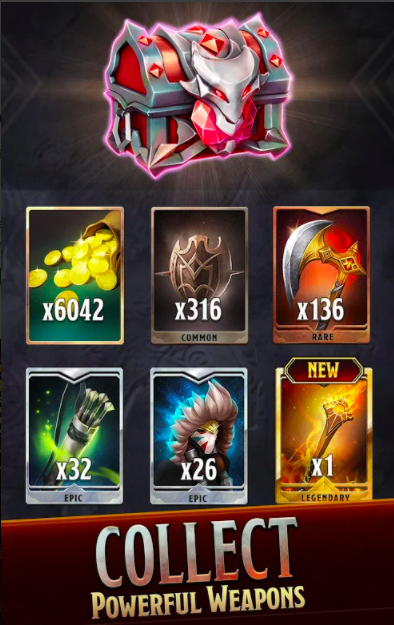 x6042
x316
COMMON
x136
RARE
x32
EPIC
x26
EPIC
NEW
x1
LEGENDARY
COLLECT
POWERFUL WEAPONS